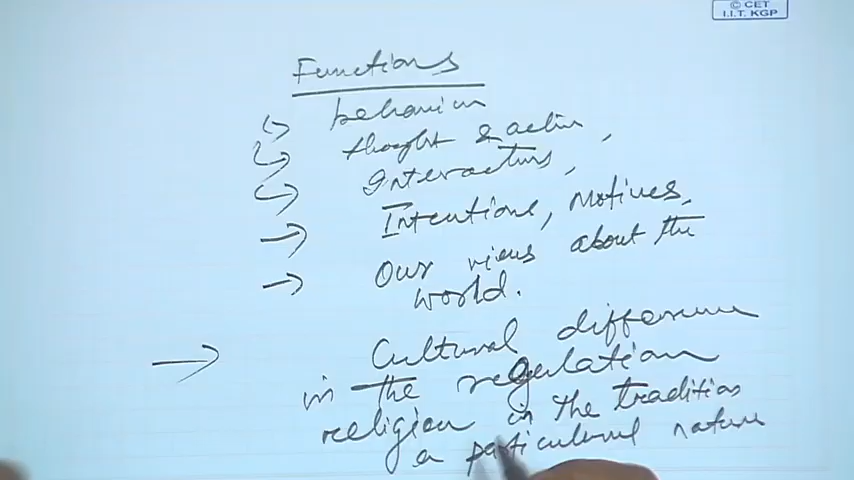 © CET
I.I.T. KGP
Functions
behaviour
thought & action,
Interactions,
Intentions, Motives,
Our views about the
world.
Cultural difference
in the regulation
religion in the tradition
a particular nature